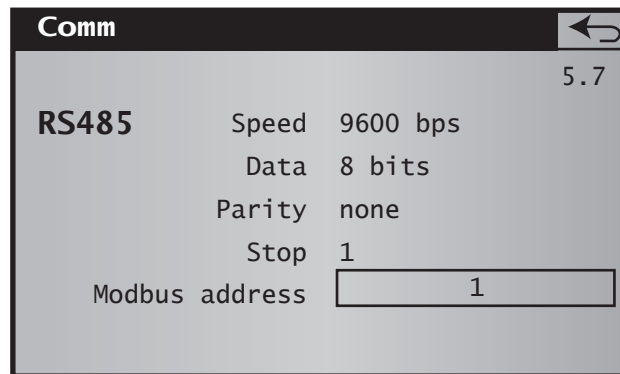 Comm
5.7
RS485 Speed 9600 bps
Data 8 bits
Parity none
Stop 1
Modbus address 1